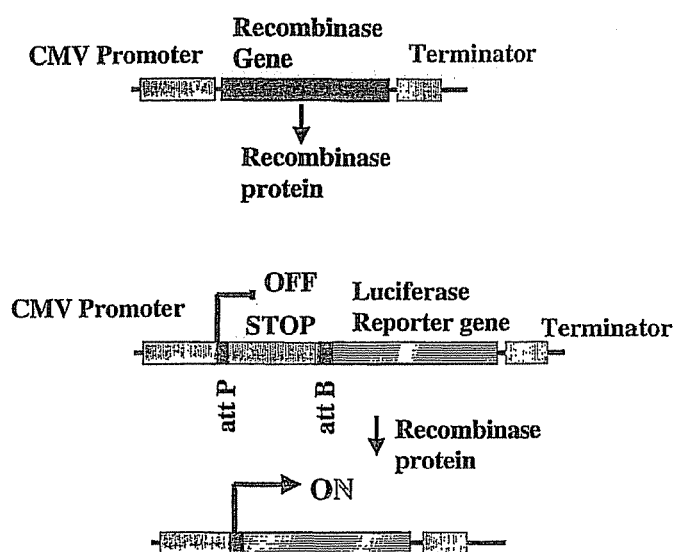 CMV Promoter
Recombinase
Gene
Terminator
Recombinase
protein
CMV Promoter
OFF
STOP
Luciferase
Reporter gene
Terminator
att P
att B
Recombinase
protein
ON